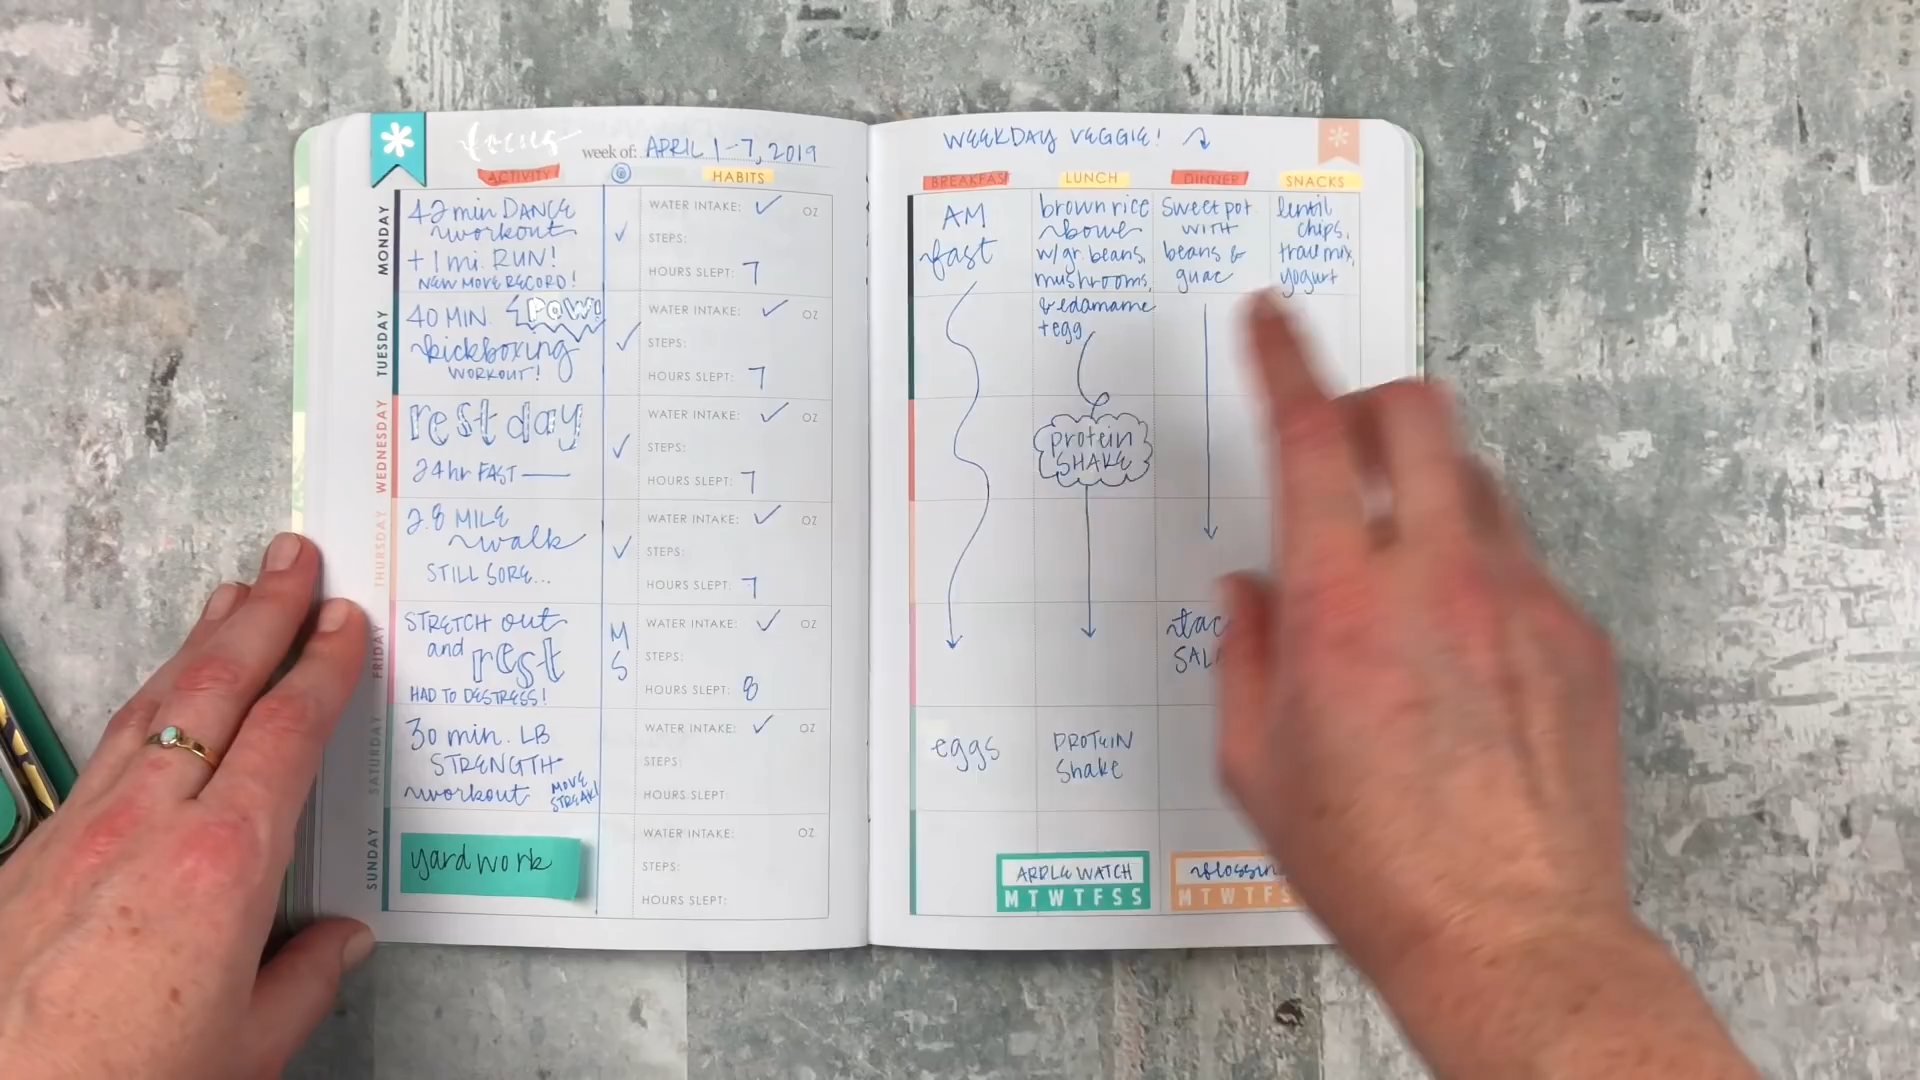 focus
week of: APRIL 1-7, 2019
ACTIVITY
HABITS
MONDAY
42 min DANCE
workout
+ 1 mi. RUN!
NEW MOVE RECORD!
WATER INTAKE: ✓ OZ
STEPS:
HOURS SLEPT: 7
TUESDAY
40 MIN. POW!
kickboxing
WORKOUT!
WATER INTAKE: ✓ OZ
STEPS:
HOURS SLEPT: 7
WEDNESDAY
rest day
24hr FAST
WATER INTAKE: ✓ OZ
STEPS:
HOURS SLEPT: 7
THURSDAY
2.8 MILE
walk
STILL SORE...
WATER INTAKE: ✓ OZ
STEPS:
HOURS SLEPT: 7
FRIDAY
STRETCH out
and rest
HAD TO DESTRESS!
M
S
WATER INTAKE: ✓ OZ
STEPS:
HOURS SLEPT: 8
SATURDAY
30 min. LB
STRENGTH
workout
MOVE
STREAK!
WATER INTAKE: ✓ OZ
STEPS:
HOURS SLEPT:
SUNDAY
yardwork
WATER INTAKE: OZ
STEPS:
HOURS SLEPT:
WEEKDAY VEGGIE!
BREAKFAST
LUNCH
DINNER
SNACKS
AM
fast
brown rice
bowl
w/gr. beans,
mushrooms,
& edamame
+ egg
sweet pot
WITH
beans &
guac
lentil
chips,
trail mix,
yogurt
protein
SHAKE
eggs
PROTEIN
Shake
APPLE WATCH
M T W T F S S
M T W T F S